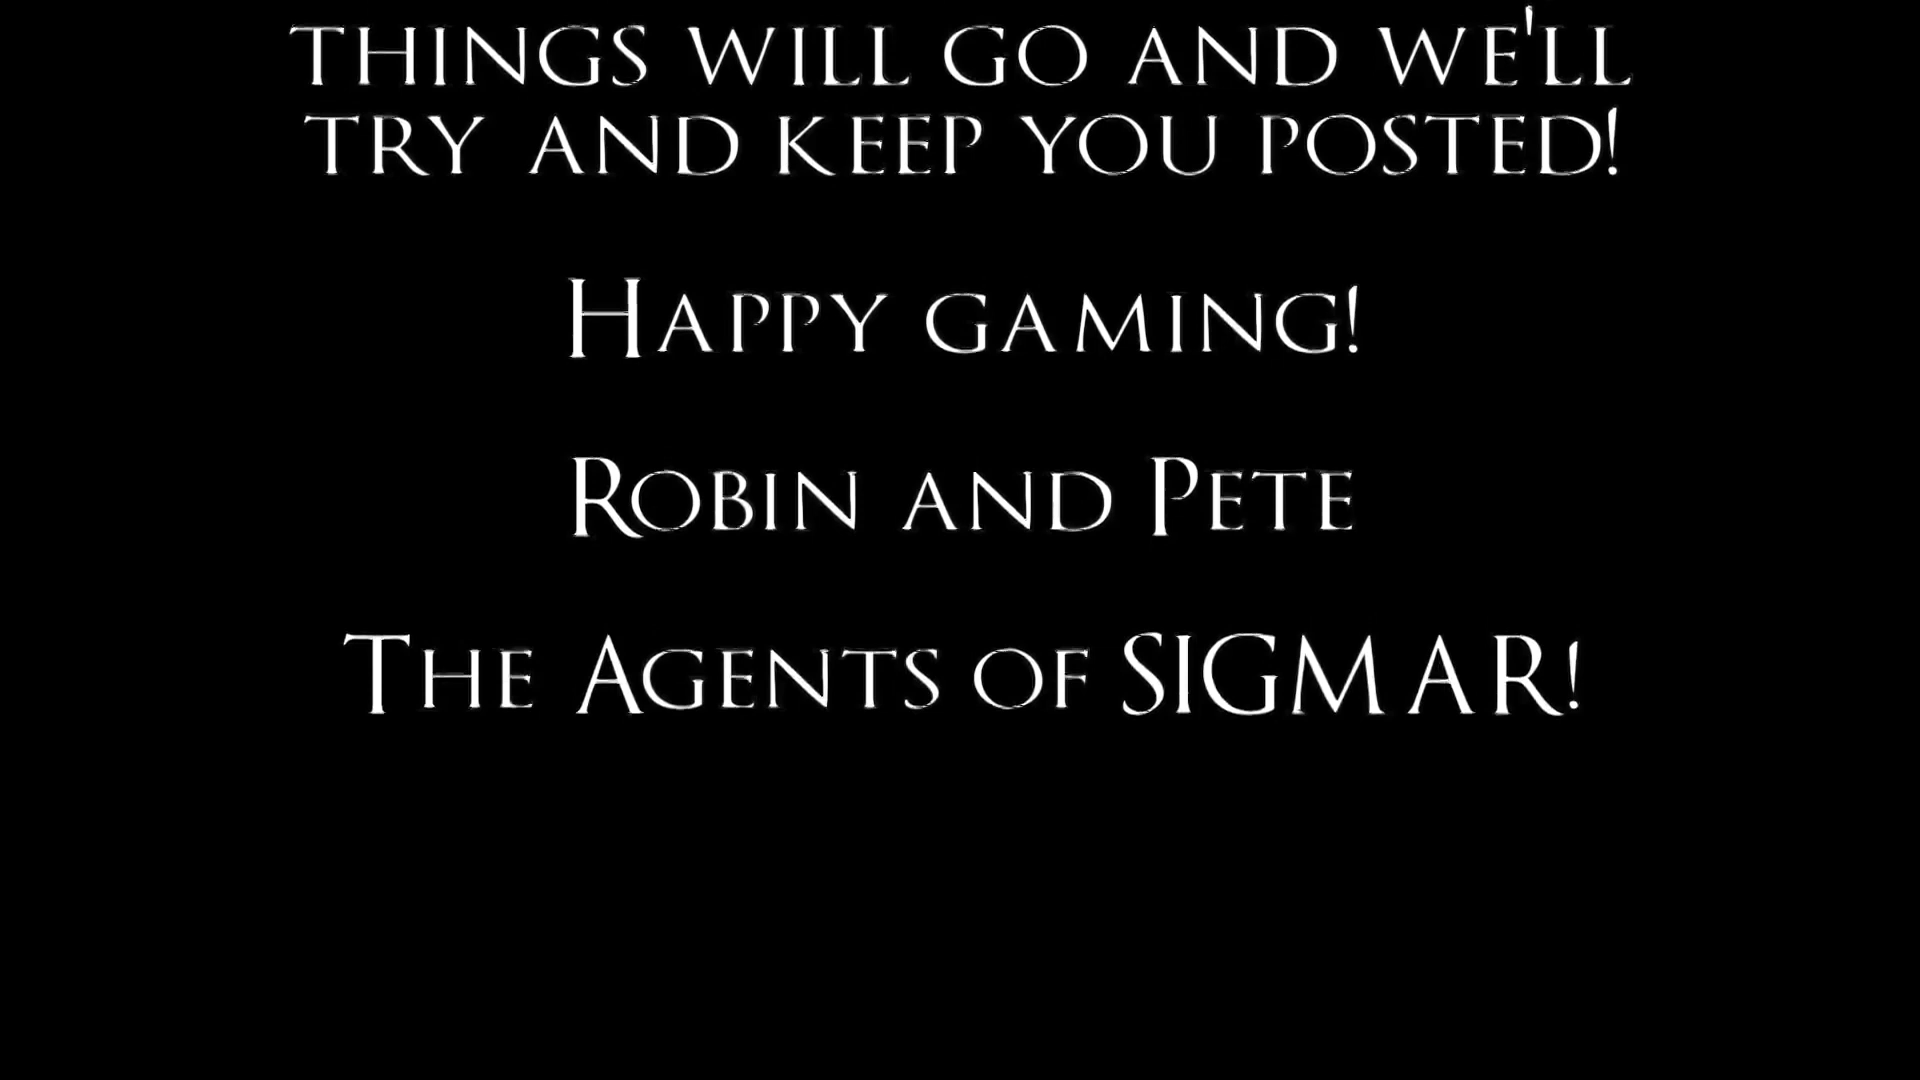 THINGS WILL GO AND WE'LL
TRY AND KEEP YOU POSTED!
HAPPY GAMING!
ROBIN AND PETE
THE AGENTS OF SIGMAR!